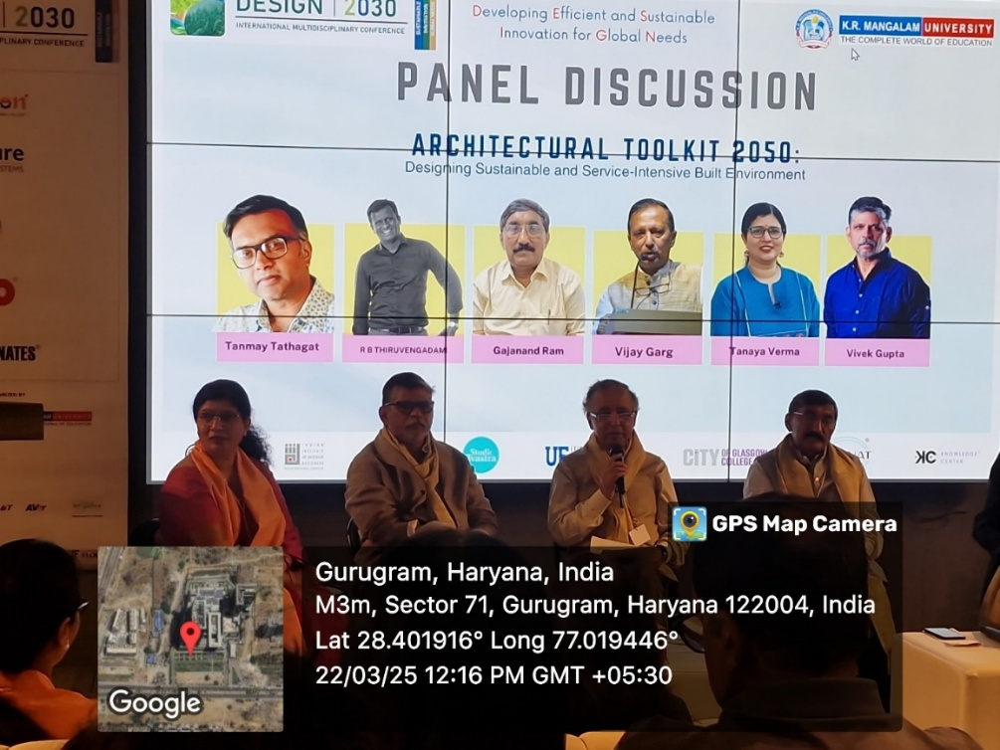 2030
PLINARY CONFERENCE
DESIGN | 2030
INTERNATIONAL MULTIDISCIPLINARY CONFERENCE
Developing Efficient and Sustainable
Innovation for Global Needs
K.R. MANGALAM UNIVERSITY
THE COMPLETE WORLD OF EDUCATION
PANEL DISCUSSION
ARCHITECTURAL TOOLKIT 2050:
Designing Sustainable and Service-Intensive Built Environment
Tanmay Tathagat
R B THIRUVENGADAM
Gajanand Ram
Vijay Garg
Tanaya Verma
Vivek Gupta
CITY OF GLASGOW
COLLEGE
KC KNOWLEDGE
CENTER
GPS Map Camera
Gurugram, Haryana, India
M3m, Sector 71, Gurugram, Haryana 122004, India
Lat 28.401916° Long 77.019446°
22/03/25 12:16 PM GMT +05:30
Google